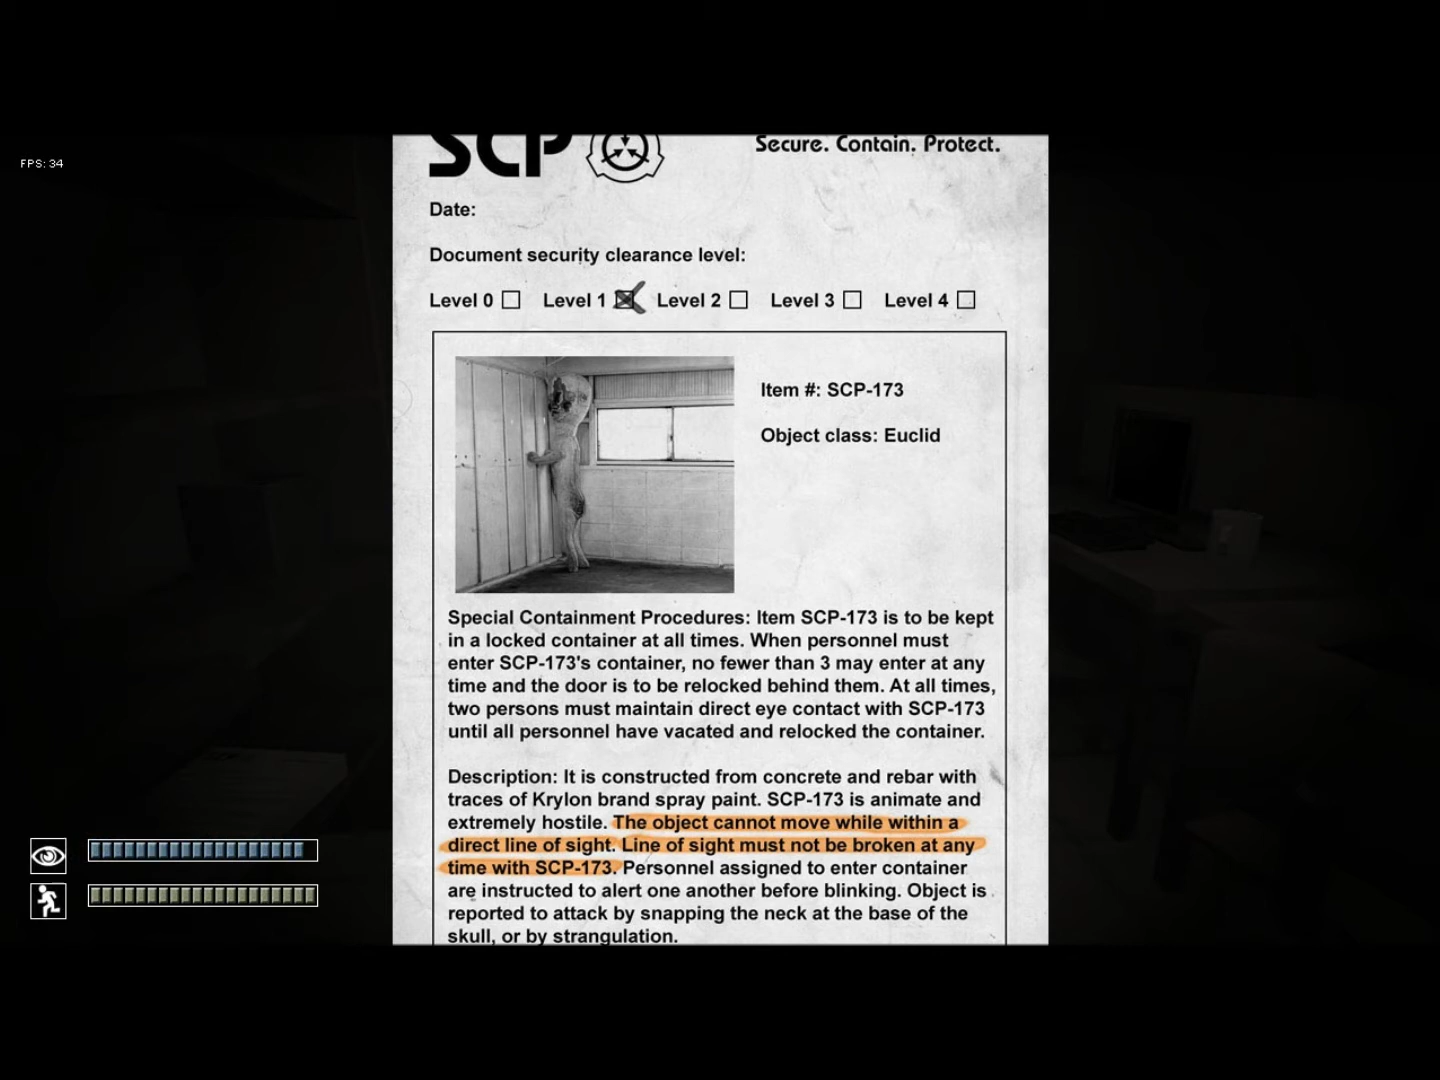 SCP
Secure. Contain. Protect.
FPS: 34
Date:
Document security clearance level:
Level 0 Level 1 Level 2 Level 3 Level 4
Item #: SCP-173
Object class: Euclid
Special Containment Procedures: Item SCP-173 is to be kept
in a locked container at all times. When personnel must
enter SCP-173's container, no fewer than 3 may enter at any
time and the door is to be relocked behind them. At all times,
two persons must maintain direct eye contact with SCP-173
until all personnel have vacated and relocked the container.
Description: It is constructed from concrete and rebar with
traces of Krylon brand spray paint. SCP-173 is animate and
extremely hostile. The object cannot move while within a
direct line of sight. Line of sight must not be broken at any
time with SCP-173. Personnel assigned to enter container
are instructed to alert one another before blinking. Object is
reported to attack by snapping the neck at the base of the
skull, or by strangulation.